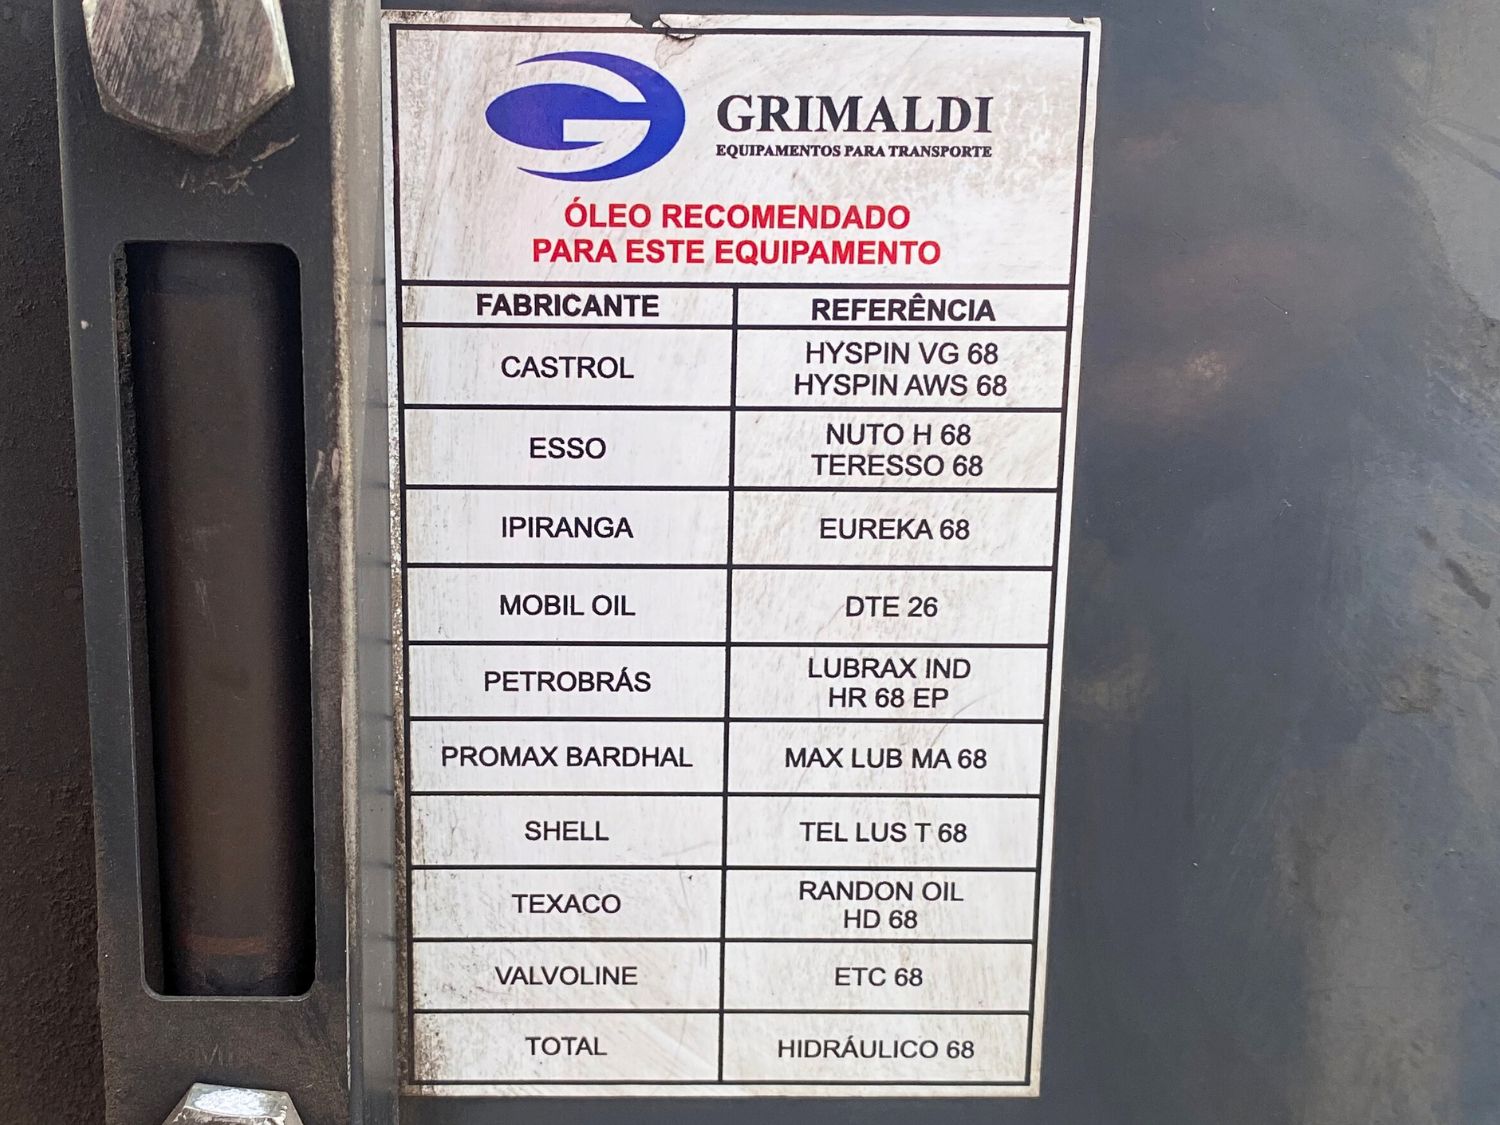 GRIMALDI
EQUIPAMENTOS PARA TRANSPORTE
ÓLEO RECOMENDADO
PARA ESTE EQUIPAMENTO
FABRICANTE REFERÊNCIA
CASTROL HYSPIN VG 68
HYSPIN AWS 68
ESSO NUTO H 68
TERESSO 68
IPIRANGA EUREKA 68
MOBIL OIL DTE 26
PETROBRÁS LUBRAX IND
HR 68 EP
PROMAX BARDHAL MAX LUB MA 68
SHELL TEL LUS T 68
TEXACO RANDON OIL
HD 68
VALVOLINE ETC 68
TOTAL HIDRÁULICO 68